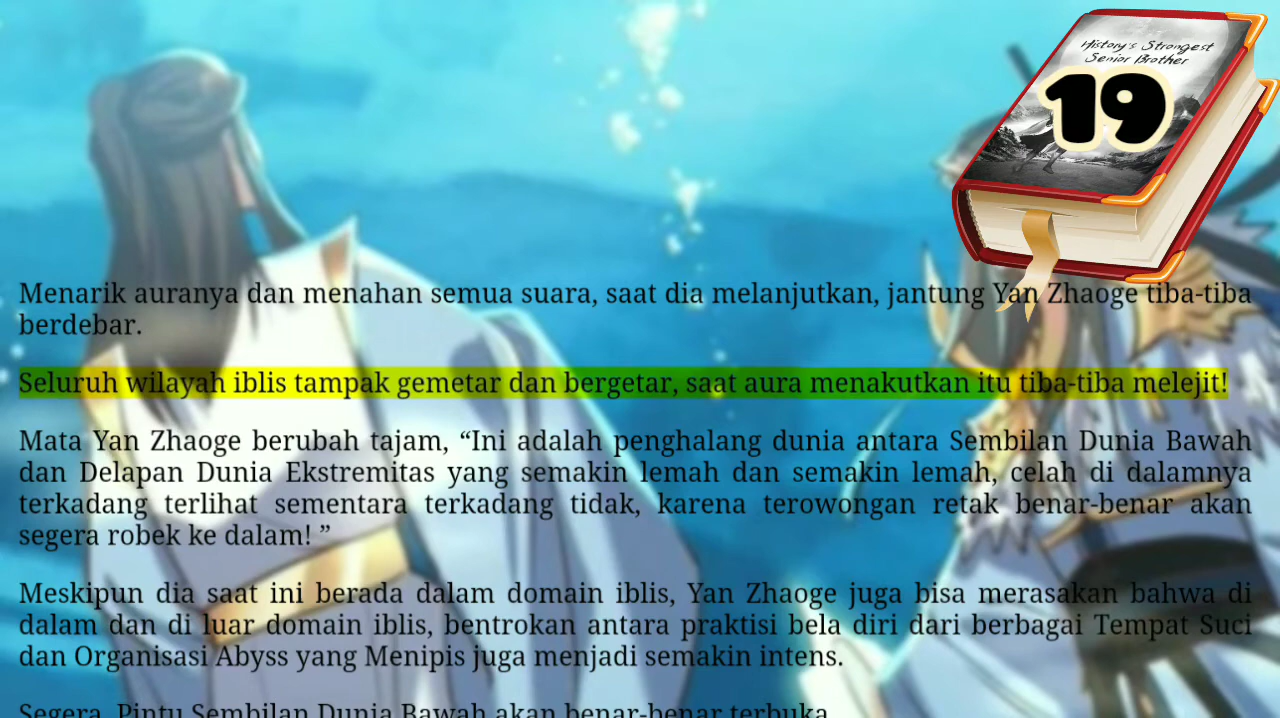 History's Strongest
Senior Brother
19
Menarik auranya dan menahan semua suara, saat dia melanjutkan, jantung Yan Zhaoge tiba-tiba
berdebar.
Seluruh wilayah iblis tampak gemetar dan bergetar, saat aura menakutkan itu tiba-tiba melejit!
Mata Yan Zhaoge berubah tajam, “Ini adalah penghalang dunia antara Sembilan Dunia Bawah
dan Delapan Dunia Ekstremitas yang semakin lemah dan semakin lemah, celah di dalamnya
terkadang terlihat sementara terkadang tidak, karena terowongan retak benar-benar akan
segera robek ke dalam! ”
Meskipun dia saat ini berada dalam domain iblis, Yan Zhaoge juga bisa merasakan bahwa di
dalam dan di luar domain iblis, bentrokan antara praktisi bela diri dari berbagai Tempat Suci
dan Organisasi Abyss yang Menipis juga menjadi semakin intens.
Segera, Pintu Sembilan Dunia Bawah akan benar-benar terbuka